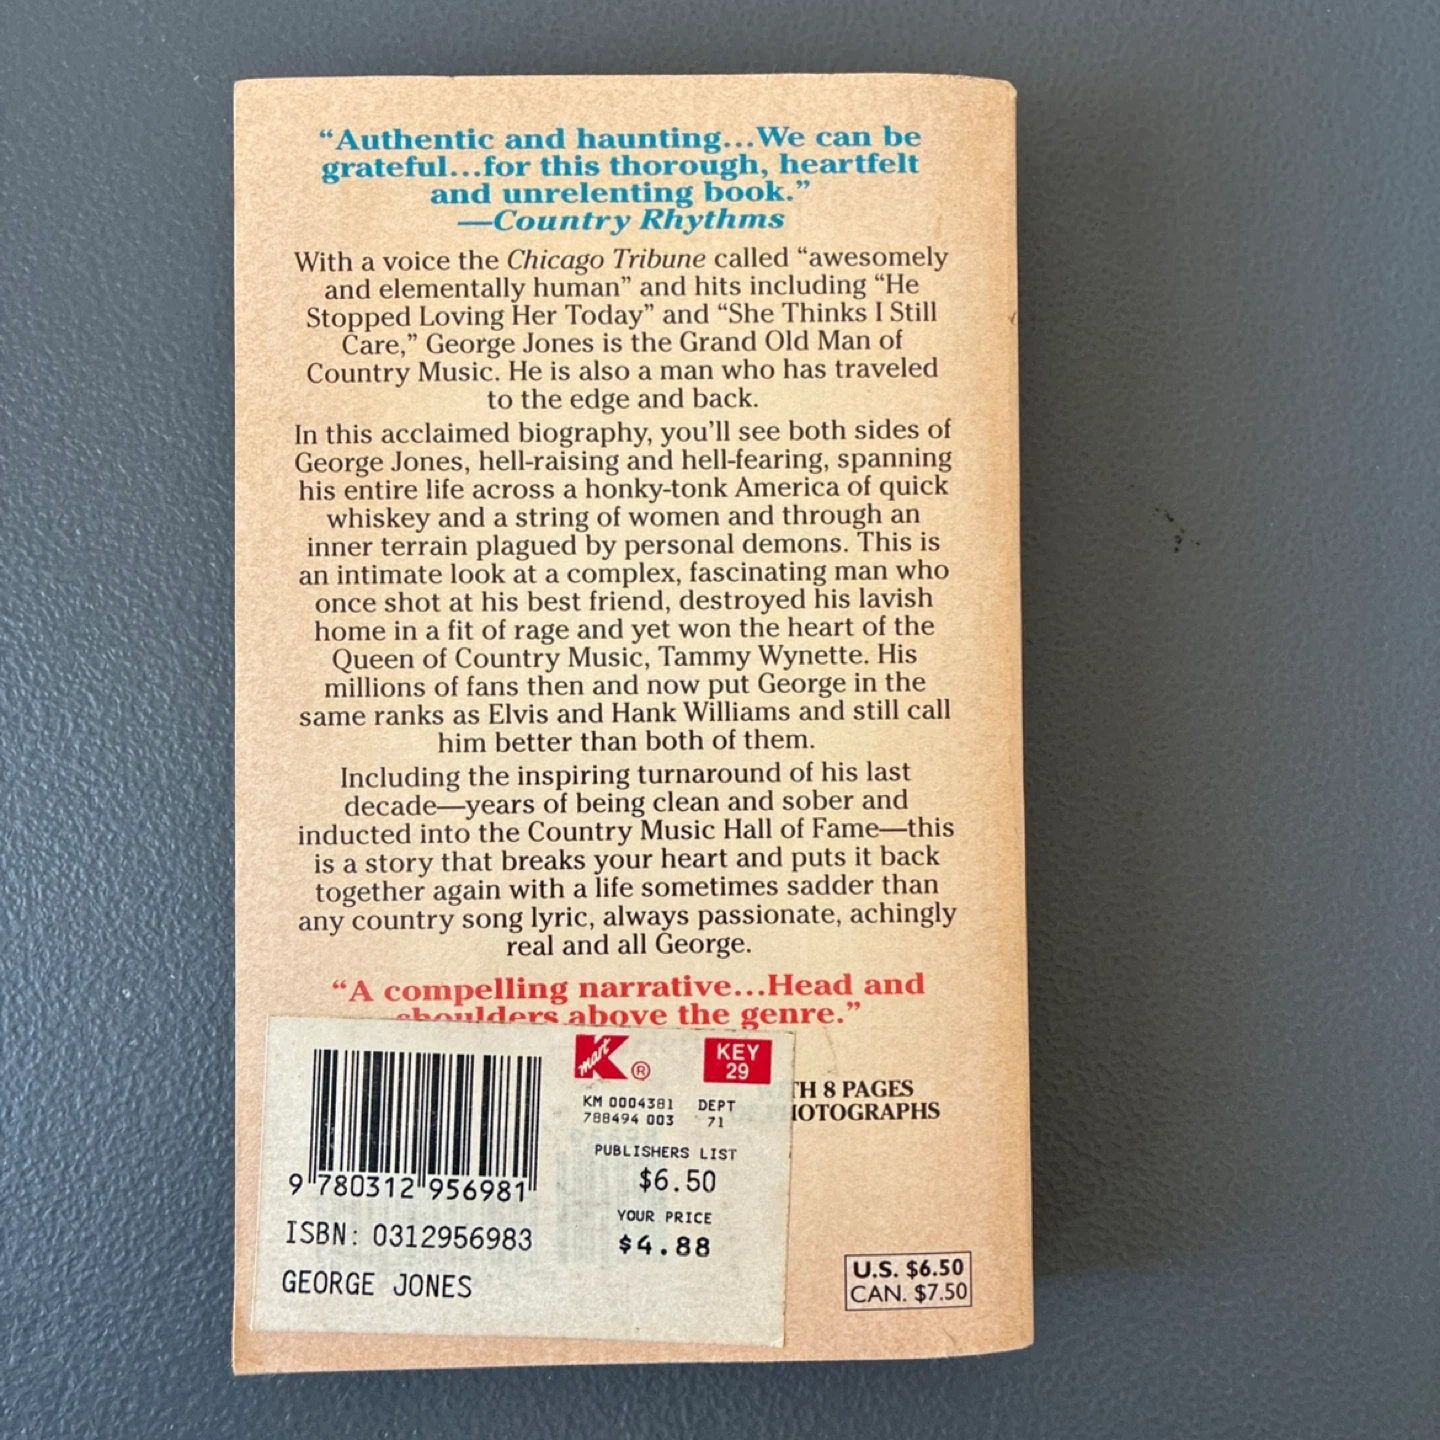 “Authentic and haunting...We can be
grateful...for this thorough, heartfelt
and unrelenting book.”
—Country Rhythms
With a voice the Chicago Tribune called “awesomely
and elementally human” and hits including “He
Stopped Loving Her Today” and “She Thinks I Still
Care,” George Jones is the Grand Old Man of
Country Music. He is also a man who has traveled
to the edge and back.
In this acclaimed biography, you’ll see both sides of
George Jones, hell-raising and hell-fearing, spanning
his entire life across a honky-tonk America of quick
whiskey and a string of women and through an
inner terrain plagued by personal demons. This is
an intimate look at a complex, fascinating man who
once shot at his best friend, destroyed his lavish
home in a fit of rage and yet won the heart of the
Queen of Country Music, Tammy Wynette. His
millions of fans then and now put George in the
same ranks as Elvis and Hank Williams and still call
him better than both of them.
Including the inspiring turnaround of his last
decade—years of being clean and sober and
inducted into the Country Music Hall of Fame—this
is a story that breaks your heart and puts it back
together again with a life sometimes sadder than
any country song lyric, always passionate, achingly
real and all George.
“A compelling narrative...Head and
shoulders above the genre.”
K mart ®
KEY
29
KM 0004381 DEPT
788494 003 71
PUBLISHERS LIST
$6.50
YOUR PRICE
$4.88
9 780312 956981
ISBN: 0312956983
GEORGE JONES
TH 8 PAGES
HOTOGRAPHS
U.S. $6.50
CAN. $7.50